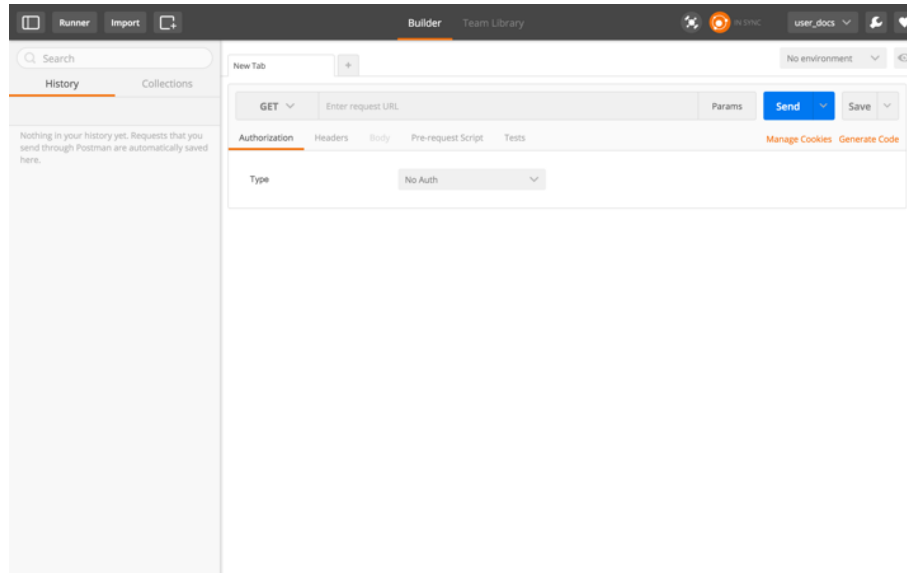 Runner Import Builder Team Library IN SYNC user_docs
Search
No environment
New Tab +
History Collections
GET Enter request URL Params Send Save
Nothing in your history yet. Requests that you
send through Postman are automatically saved
here.
Authorization Headers Body Pre-request Script Tests Manage Cookies Generate Code
Type No Auth